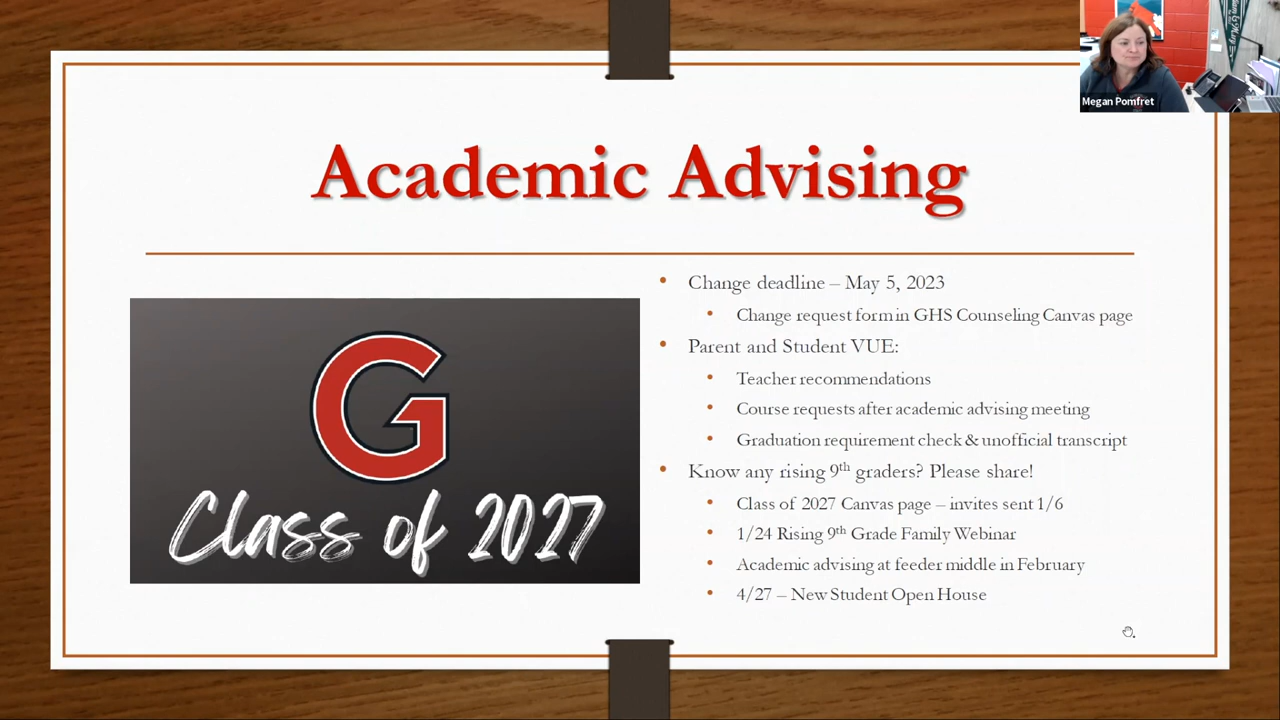 Megan Pomfret
Academic Advising
G
Class of 2027
• Change deadline – May 5, 2023
• Change request form in GHS Counseling Canvas page
• Parent and Student VUE:
• Teacher recommendations
• Course requests after academic advising meeting
• Graduation requirement check & unofficial transcript
• Know any rising 9th graders? Please share!
• Class of 2027 Canvas page – invites sent 1/6
• 1/24 Rising 9th Grade Family Webinar
• Academic advising at feeder middle in February
• 4/27 – New Student Open House